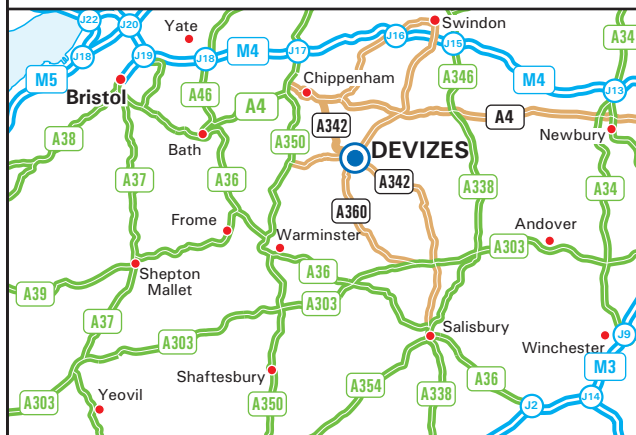 J22
J20
Yate
Swindon
J19
J18
J18
M4
J17
J16
J15
A34
M5
Bristol
A46
A4
Chippenham
A346
M4
J13
A38
Bath
A350
A342
DEVIZES
A4
Newbury
A37
A36
A342
A338
A34
A360
Frome
Warminster
Andover
A303
Shepton
Mallet
A36
A39
A303
A37
A303
Salisbury
Winchester
J9
M3
Shaftesbury
A354
A338
A36
A303
Yeovil
A350
J2
J14